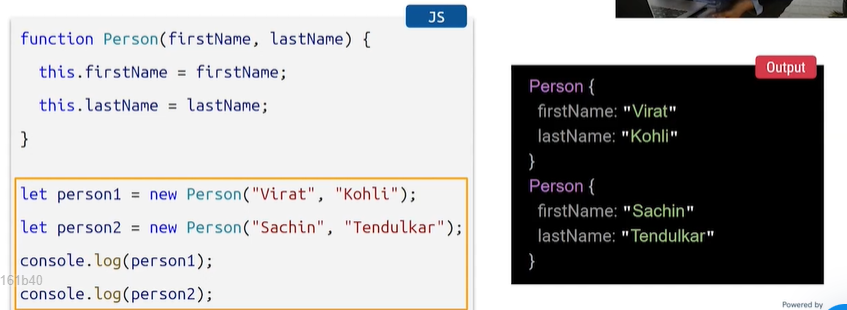 JS
function Person(firstName, lastName) {
this.firstName = firstName;
this.lastName = lastName;
}
let person1 = new Person("Virat", "Kohli");
let person2 = new Person("Sachin", "Tendulkar");
console.log(person1);
161b40
console.log(person2);
Output
Person {
firstName: "Virat"
lastName: "Kohli"
}
Person {
firstName: "Sachin"
lastName: "Tendulkar"
}
Powered by